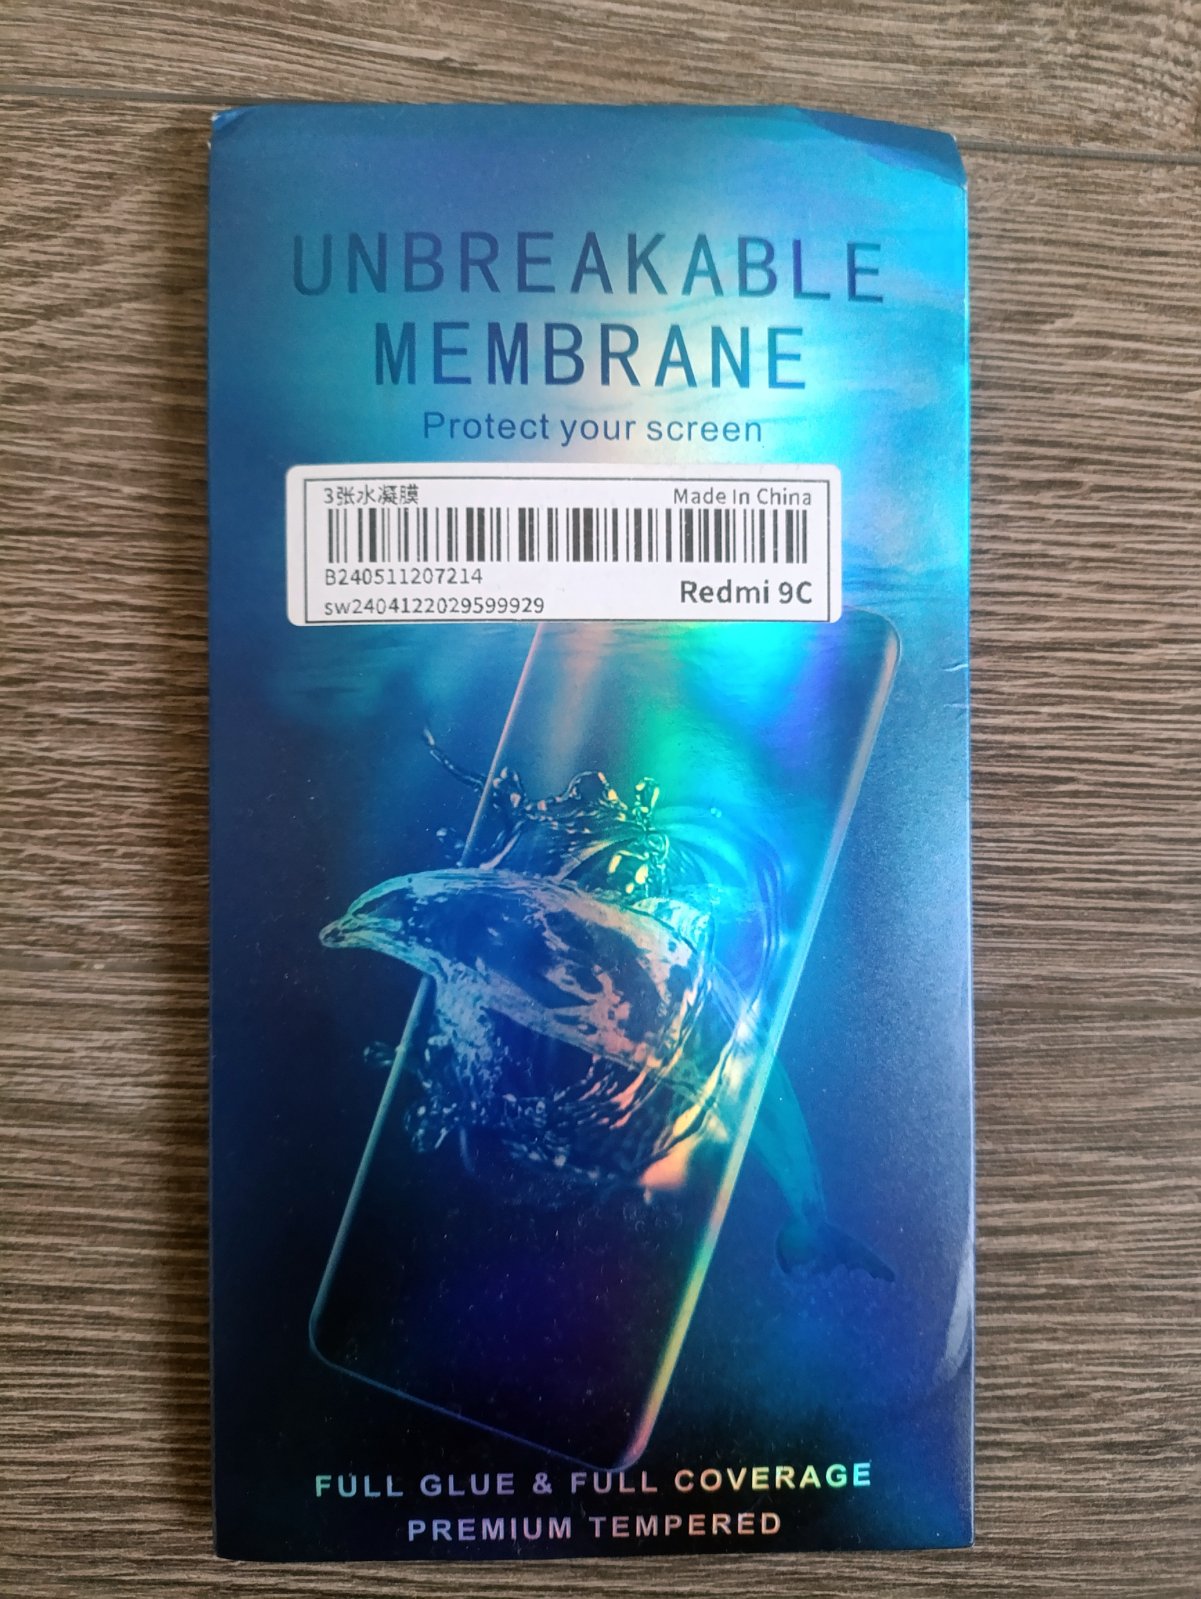 UNBREAKABLE
MEMBRANE
Protect your screen
3张水凝膜 Made In China
B240511207214
Redmi 9C
sw2404122029599929
FULL GLUE & FULL COVERAGE
PREMIUM TEMPERED